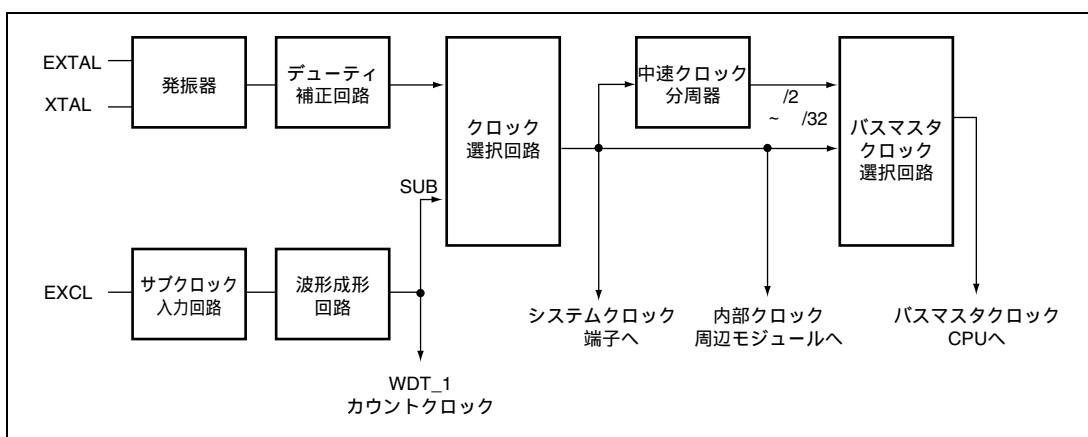 EXTAL
XTAL
発振器
デューティ
補正回路
クロック
選択回路
中速クロック
分周器
/2
~ /32
バスマスタ
クロック
選択回路
SUB
EXCL
サブクロック
入力回路
波形成形
回路
システムクロック
端子へ
内部クロック
周辺モジュールへ
バスマスタクロック
CPUへ
WDT_1
カウントクロック